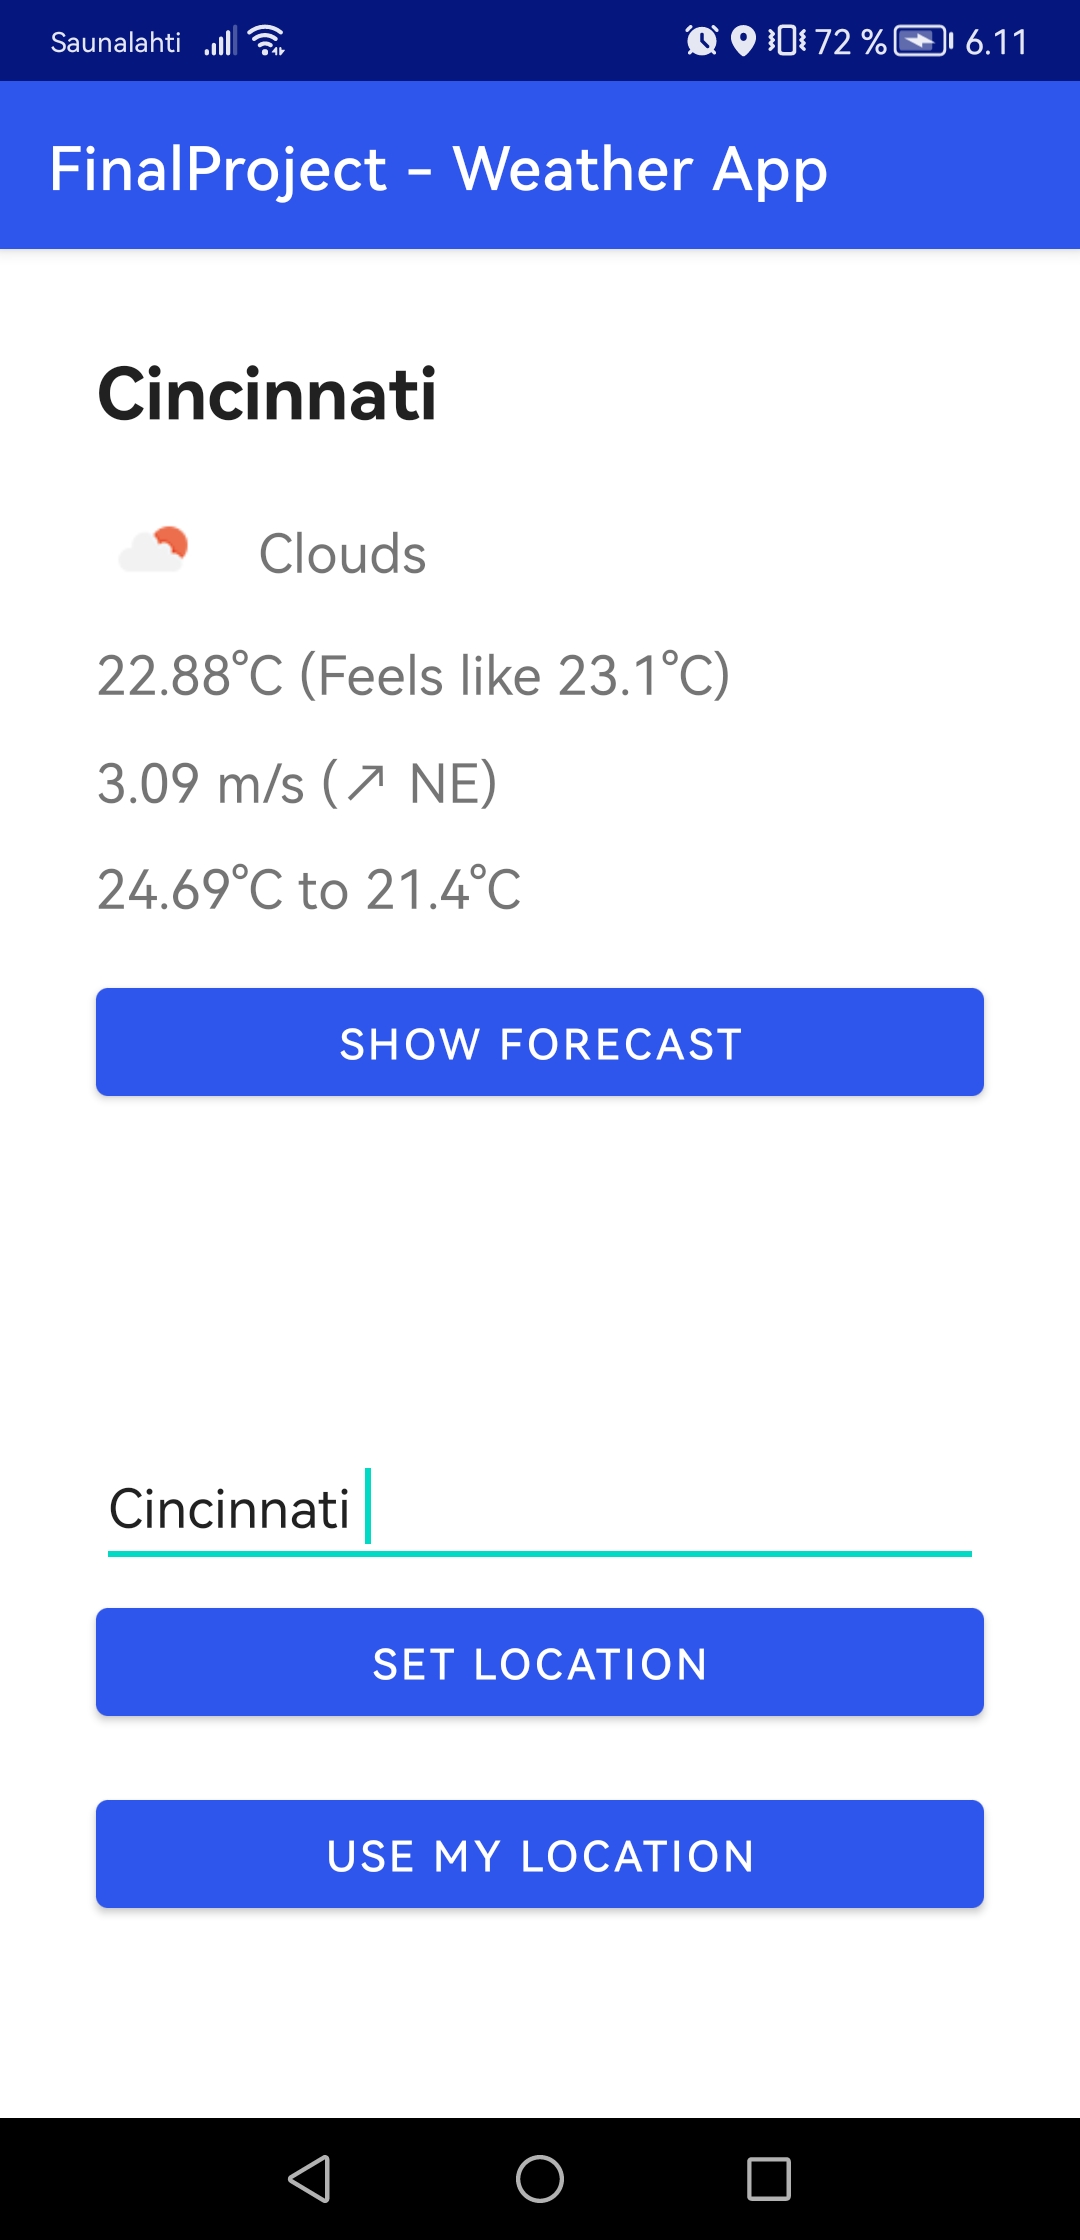 Saunalahti 72 % 6.11
FinalProject - Weather App
Cincinnati
Clouds
22.88°C (Feels like 23.1°C)
3.09 m/s (↗ NE)
24.69°C to 21.4°C
SHOW FORECAST
Cincinnati
SET LOCATION
USE MY LOCATION